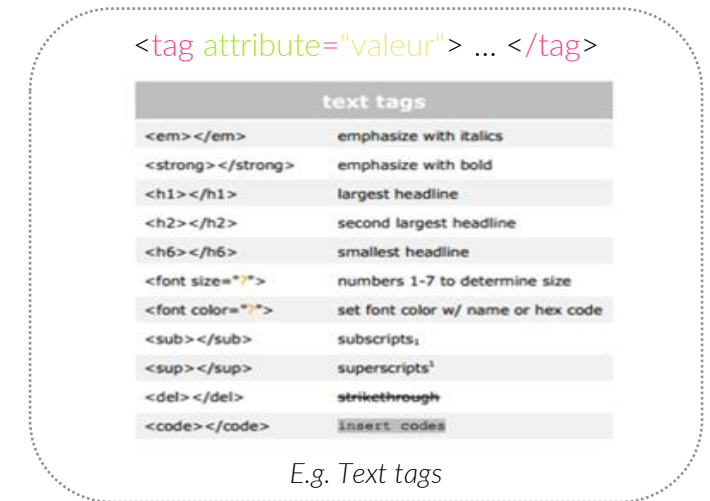 <tag attribute="valeur"> ... </tag>
text tags
<em></em> emphasize with italics
<strong></strong> emphasize with bold
<h1></h1> largest headline
<h2></h2> second largest headline
<h6></h6> smallest headline
<font size="?"> numbers 1-7 to determine size
<font color="?"> set font color w/ name or hex code
<sub></sub> subscripts₁
<sup></sup> superscripts¹
<del></del> strikethrough
<code></code> insert codes
E.g. Text tags